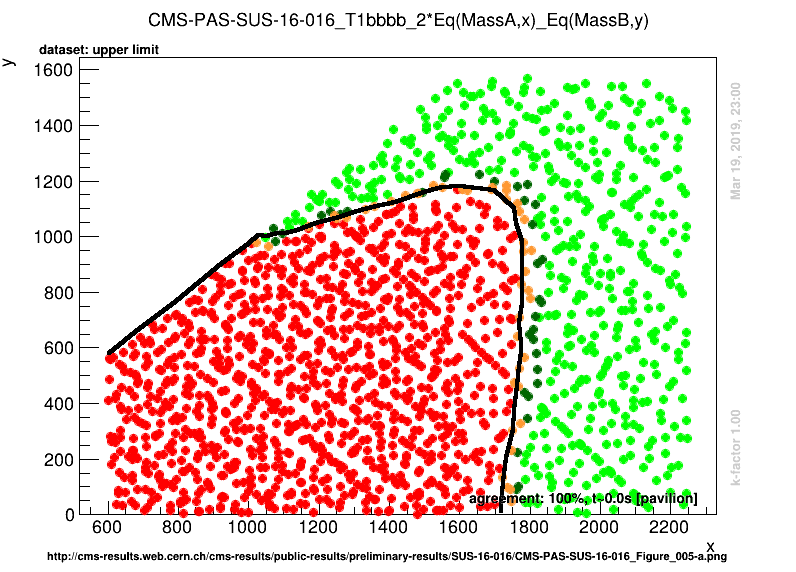 CMS-PAS-SUS-16-016_T1bbbb_2*Eq(MassA,x)_Eq(MassB,y)
dataset: upper limit
y
1600
1400
1200
1000
800
600
400
200
0
600
800
1000
1200
1400
1600
1800
2000
2200
x
agreement: 100%, t=0.0s [pavilion]
Mar 19, 2019, 23:00
k-factor 1.00
http://cms-results.web.cern.ch/cms-results/public-results/preliminary-results/SUS-16-016/CMS-PAS-SUS-16-016_Figure_005-a.png